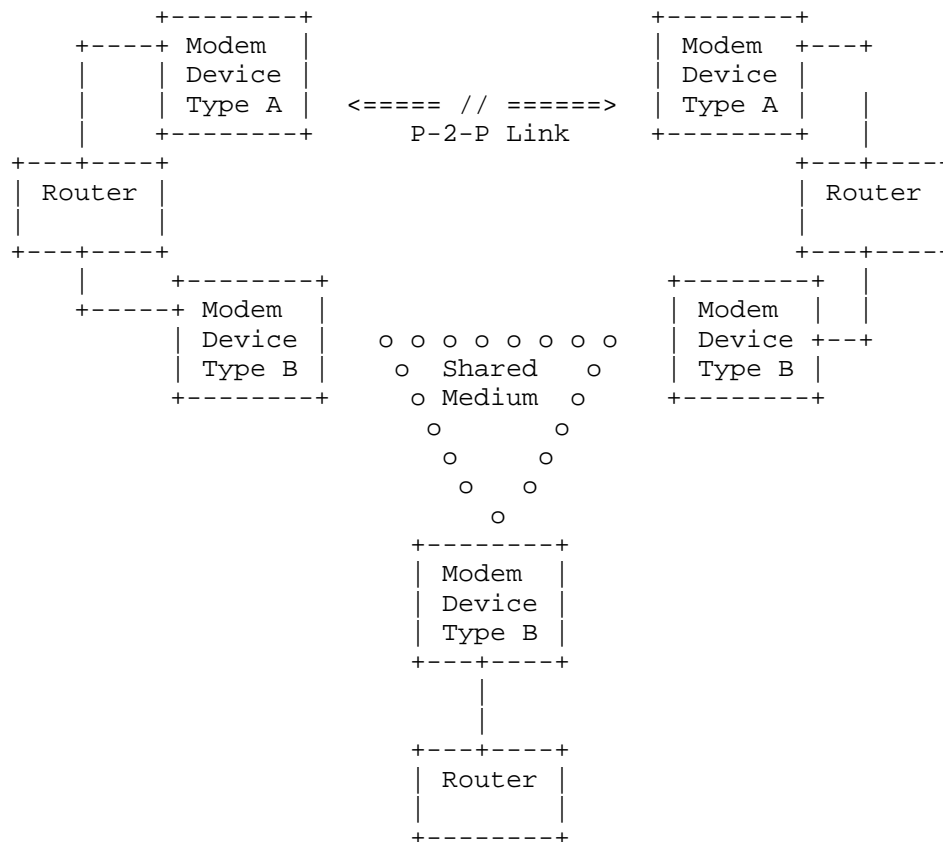 Modem Modem
Device Device
Type A <===== // ======> Type A
P-2-P Link
Router Router
Modem Modem
Device o o o o o o o o Device
Type B o Shared o Type B
o Medium o
o o
o o
o o
o
Modem
Device
Type B
Router